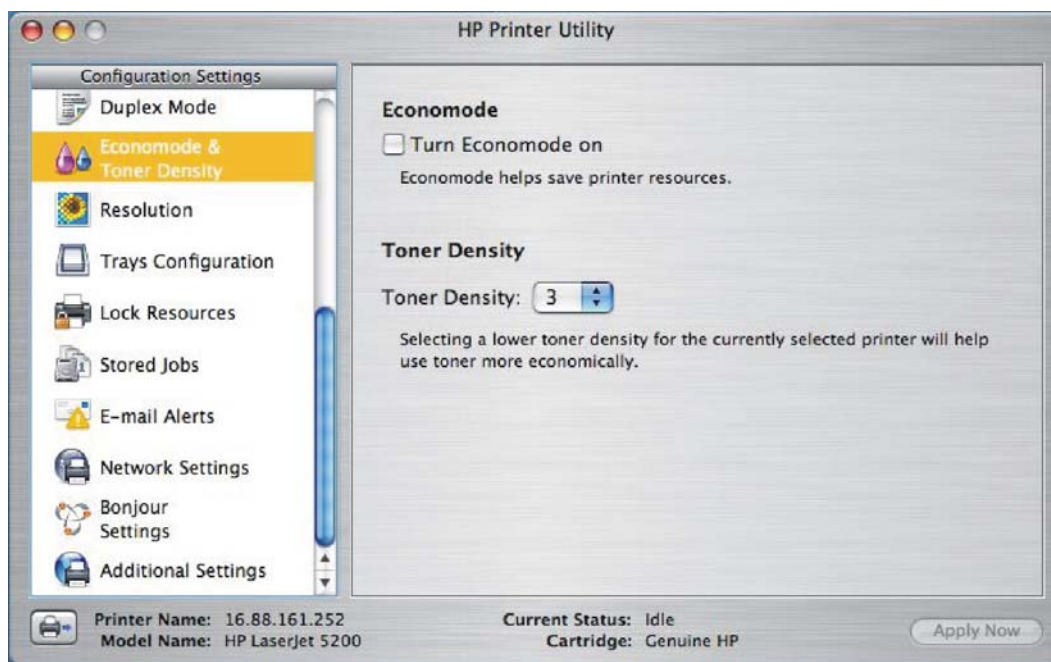 HP Printer Utility
Configuration Settings
Duplex Mode
Economode &
Toner Density
Resolution
Trays Configuration
Lock Resources
Stored Jobs
E-mail Alerts
Network Settings
Bonjour
Settings
Additional Settings
Economode
Turn Economode on
Economode helps save printer resources.
Toner Density
Toner Density: 3
Selecting a lower toner density for the currently selected printer will help
use toner more economically.
Printer Name: 16.88.161.252
Model Name: HP LaserJet 5200
Current Status: Idle
Cartridge: Genuine HP
Apply Now